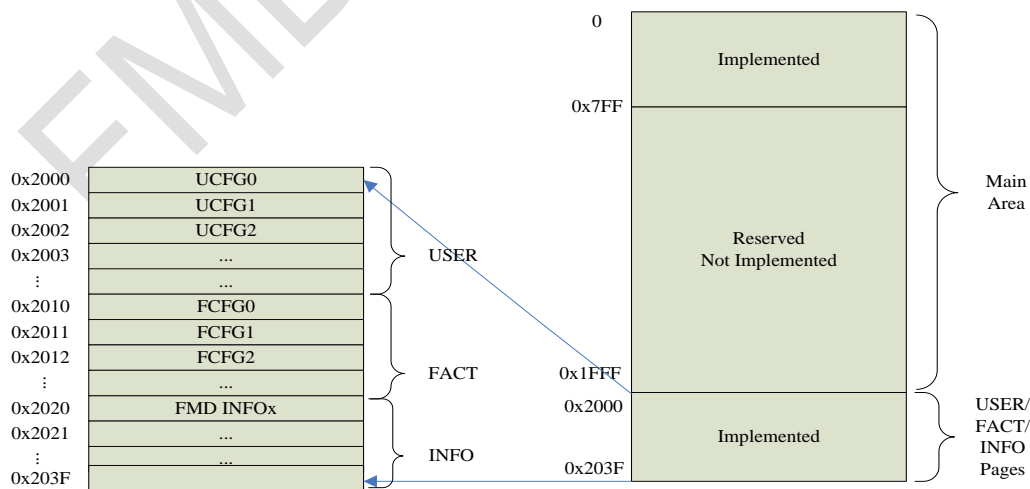 FMD
0x2000 UCFG0
0x2001 UCFG1
0x2002 UCFG2
0x2003 ...
⋮ ...
USER
0x2010 FCFG0
0x2011 FCFG1
0x2012 FCFG2
⋮ ...
FACT
0x2020 FMD INFOx
0x2021 ...
⋮ ...
0x203F
INFO
0
Implemented
0x7FF
Reserved
Not Implemented
0x1FFF
Main
Area
0x2000
Implemented
0x203F
USER/
FACT/
INFO
Pages